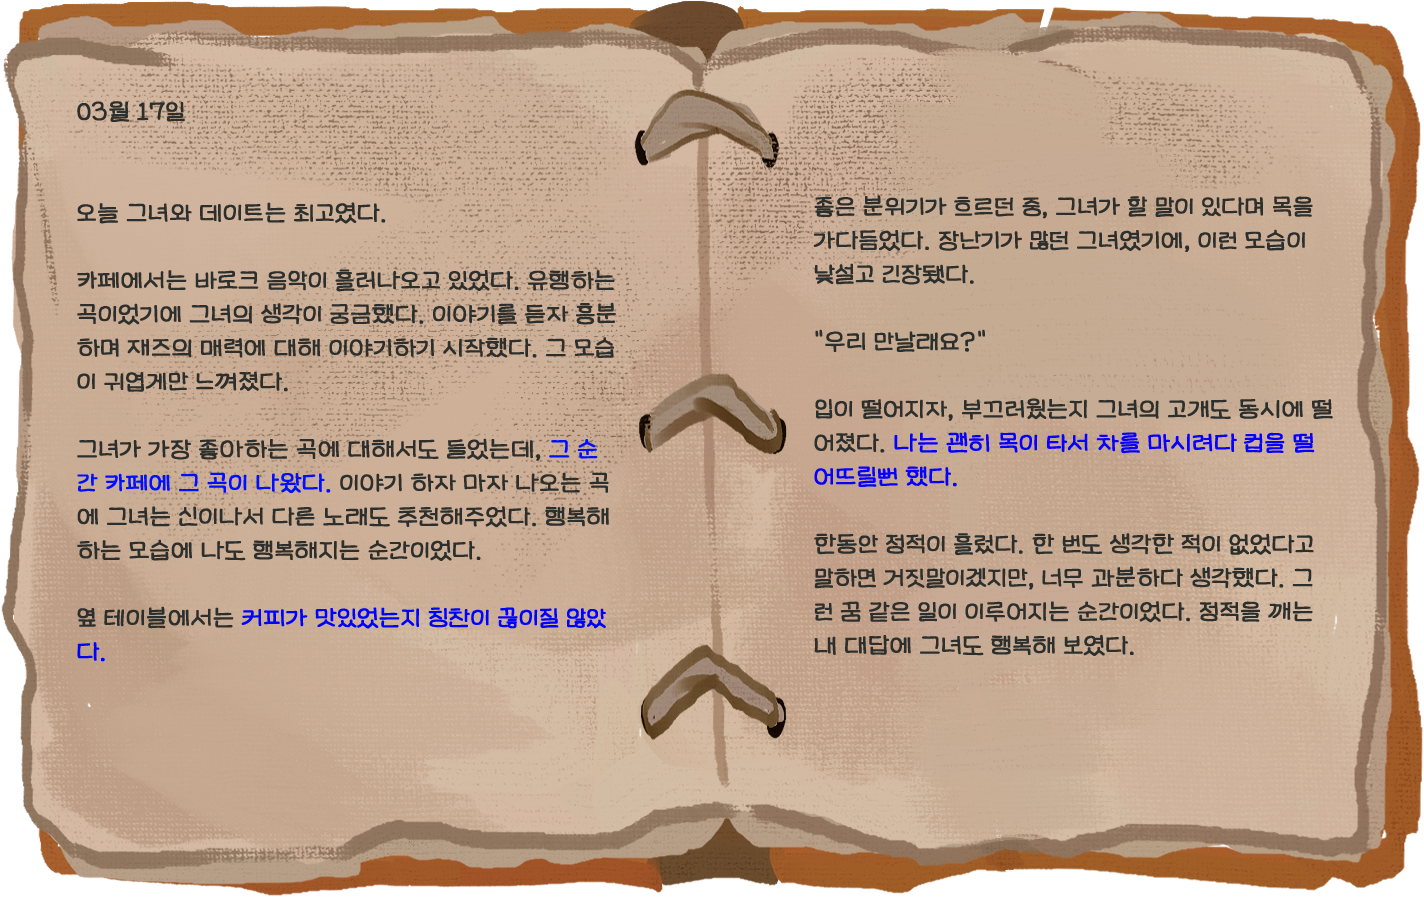 03월 17일
오늘 그녀와 데이트는 최고였다.
카페에서는 바로크 음악이 흘러나오고 있었다. 유행하는
곡이었기에 그녀의 생각이 궁금했다. 이야기를 듣자 흥분
하며 재즈의 매력에 대해 이야기하기 시작했다. 그 모습
이 귀엽게만 느껴졌다.
그녀가 가장 좋아하는 곡에 대해서도 들었는데, 그 순
간 카페에 그 곡이 나왔다. 이야기 하자 마자 나오는 곡
에 그녀는 신이나서 다른 노래도 추천해주었다. 행복해
하는 모습에 나도 행복해지는 순간이었다.
옆 테이블에서는 커피가 맛있었는지 칭찬이 끊이질 않았
다.
좋은 분위기가 흐르던 중, 그녀가 할 말이 있다며 목을
가다듬었다. 장난기가 많던 그녀였기에, 이런 모습이
낯설고 긴장됐다.
"우리 만날래요?"
입이 떨어지자, 부끄러웠는지 그녀의 고개도 동시에 떨
어졌다. 나는 괜히 목이 타서 차를 마시려다 컵을 떨
어뜨릴뻔 했다.
한동안 정적이 흘렀다. 한 번도 생각한 적이 없었다고
말하면 거짓말이겠지만, 너무 과분하다 생각했다. 그
런 꿈 같은 일이 이루어지는 순간이었다. 정적을 깨는
내 대답에 그녀도 행복해 보였다.